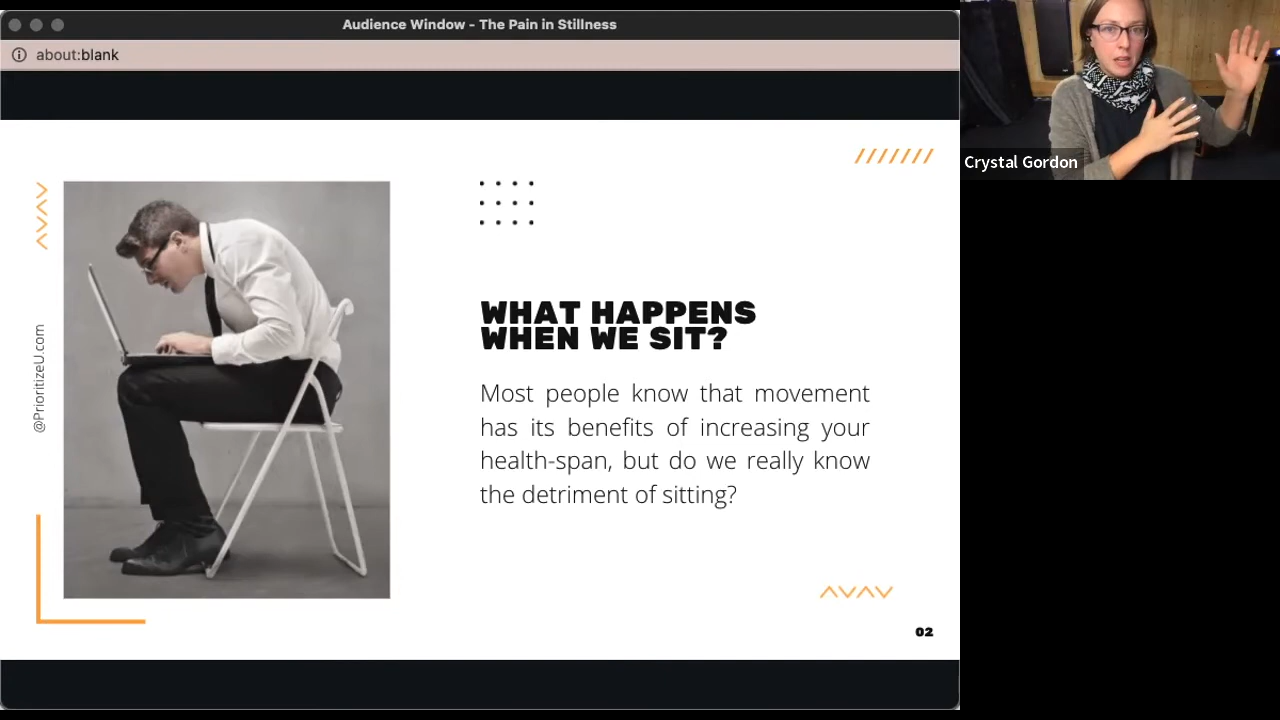 Audience Window - The Pain in Stillness
about:blank
Crystal Gordon
@PrioritizeU.com
WHAT HAPPENS
WHEN WE SIT?
Most people know that movement
has its benefits of increasing your
health-span, but do we really know
the detriment of sitting?
02